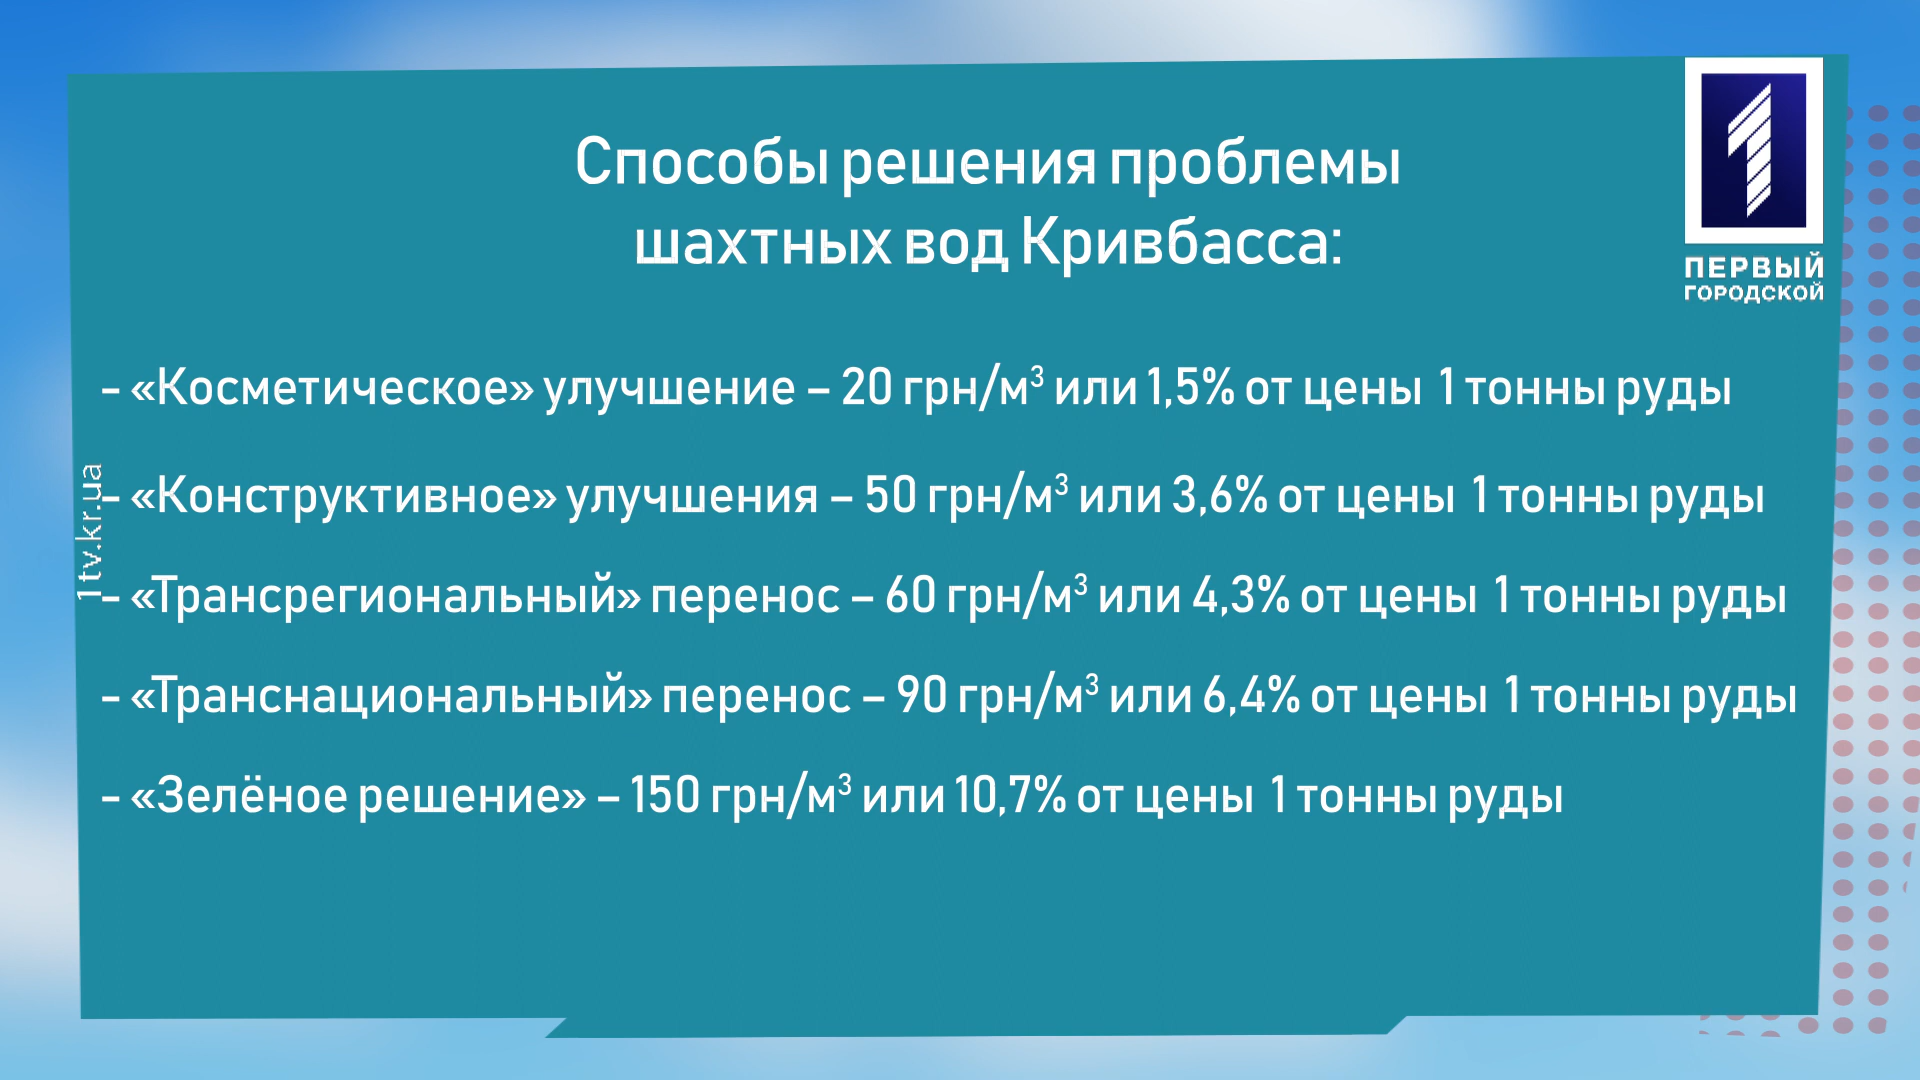 Способы решения проблемы
шахтных вод Кривбасса:
ПЕРВЫЙ
ГОРОДСКОЙ
- «Косметическое» улучшение – 20 грн/м³ или 1,5% от цены 1 тонны руды
- «Конструктивное» улучшения – 50 грн/м³ или 3,6% от цены 1 тонны руды
- «Трансрегиональный» перенос – 60 грн/м³ или 4,3% от цены 1 тонны руды
- «Транснациональный» перенос – 90 грн/м³ или 6,4% от цены 1 тонны руды
- «Зелёное решение» – 150 грн/м³ или 10,7% от цены 1 тонны руды
1tv.kr.ua